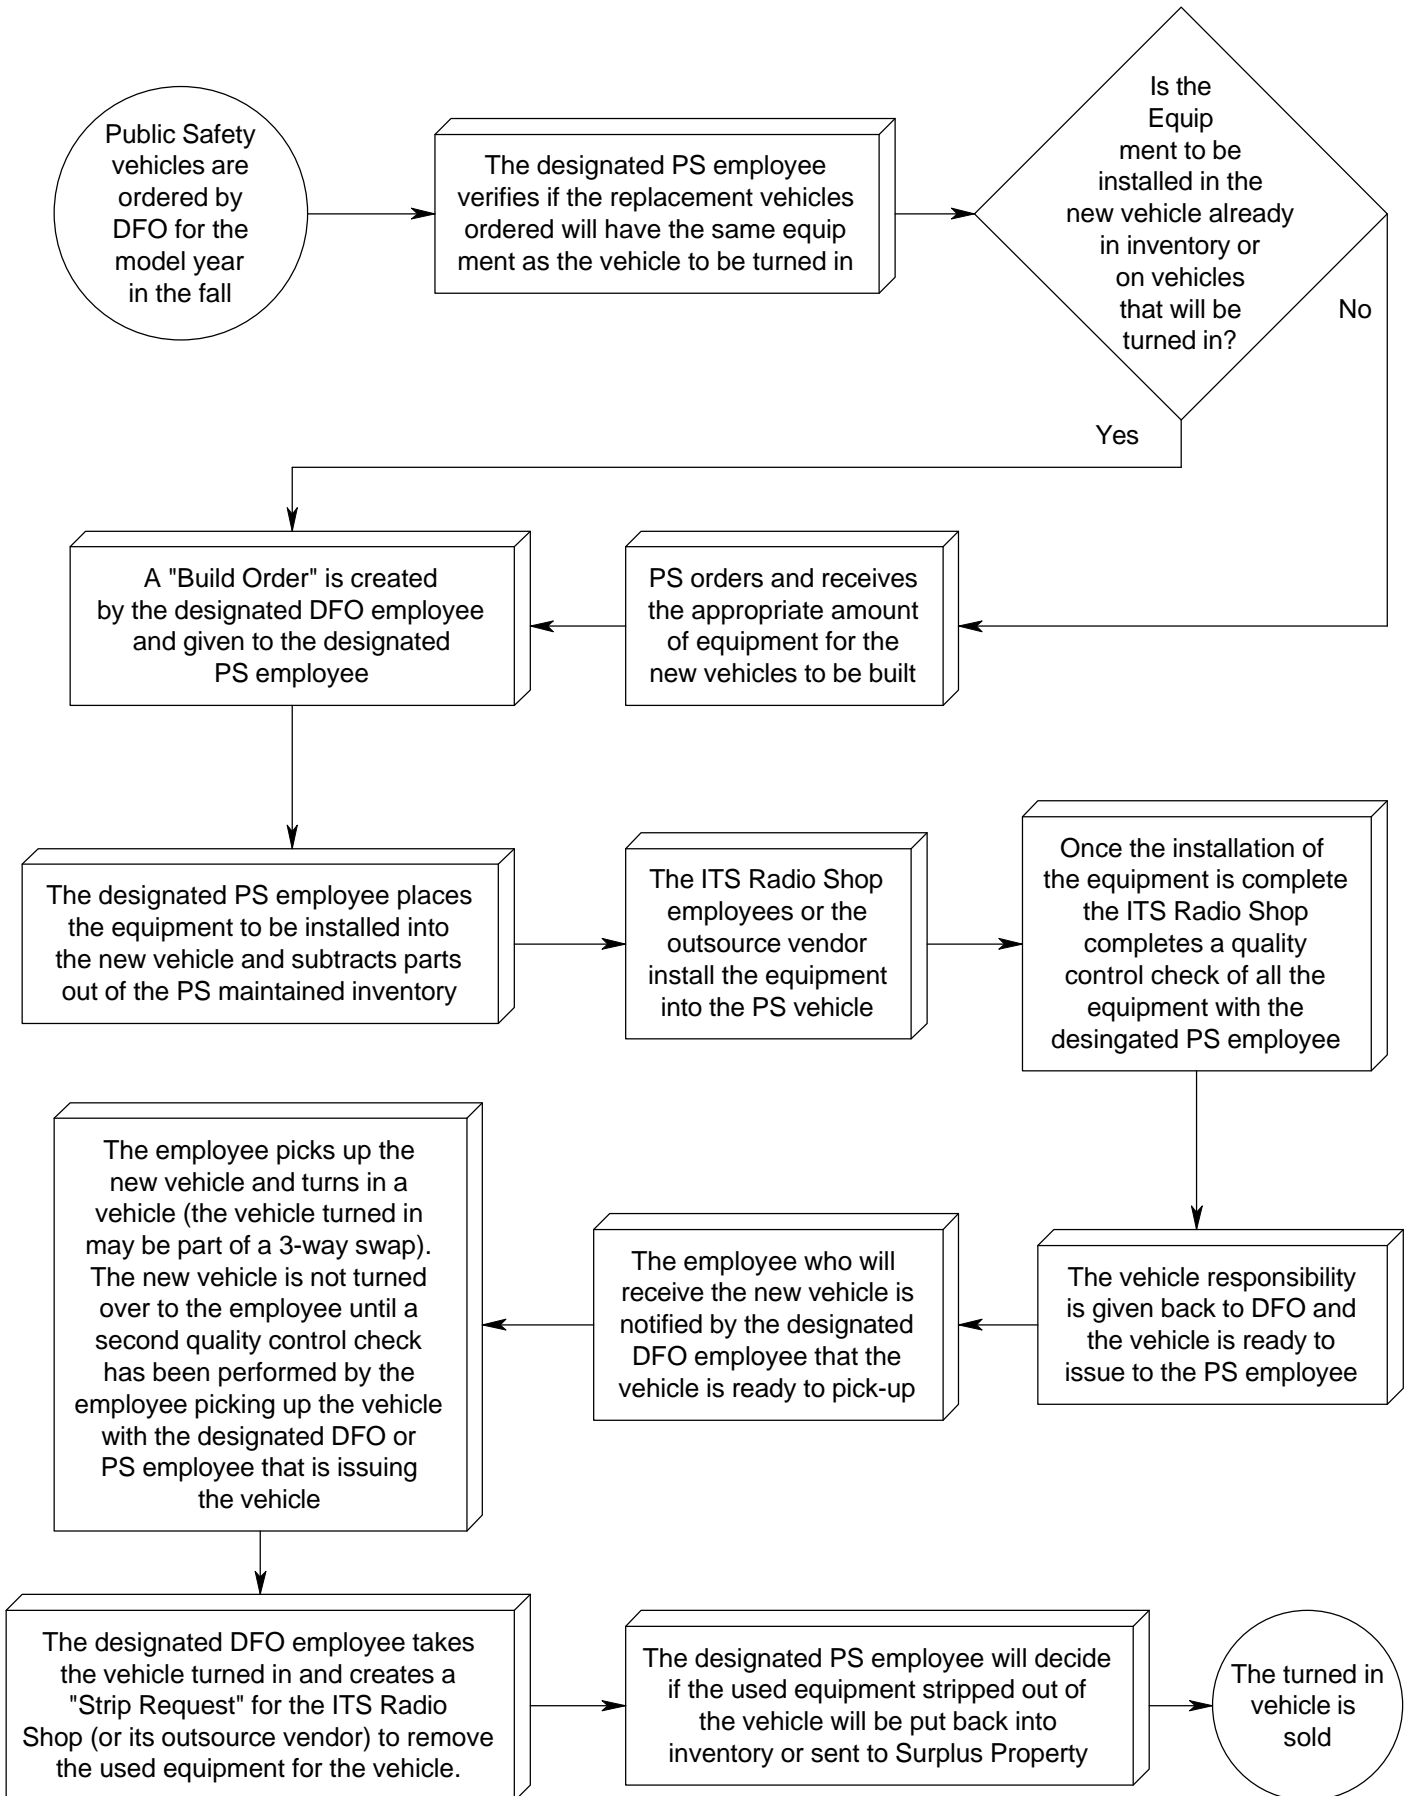 Public Safety
vehicles are
ordered by
DFO for the
model year
in the fall
The designated PS employee
verifies if the replacement vehicles
ordered will have the same equip
ment as the vehicle to be turned in
Is the
Equip
ment to be
installed in the
new vehicle already
in inventory or
on vehicles
that will be
turned in?
No
Yes
A "Build Order" is created
by the designated DFO employee
and given to the designated
PS employee
PS orders and receives
the appropriate amount
of equipment for the
new vehicles to be built
The designated PS employee places
the equipment to be installed into
the new vehicle and subtracts parts
out of the PS maintained inventory
The ITS Radio Shop
employees or the
outsource vendor
install the equipment
into the PS vehicle
Once the installation of
the equipment is complete
the ITS Radio Shop
completes a quality
control check of all the
equipment with the
desingated PS employee
The employee picks up the
new vehicle and turns in a
vehicle (the vehicle turned in
may be part of a 3-way swap).
The new vehicle is not turned
over to the employee until a
second quality control check
has been performed by the
employee picking up the vehicle
with the designated DFO or
PS employee that is issuing
the vehicle
The employee who will
receive the new vehicle is
notified by the designated
DFO employee that the
vehicle is ready to pick-up
The vehicle responsibility
is given back to DFO and
the vehicle is ready to
issue to the PS employee
The designated DFO employee takes
the vehicle turned in and creates a
"Strip Request" for the ITS Radio
Shop (or its outsource vendor) to remove
the used equipment for the vehicle.
The designated PS employee will decide
if the used equipment stripped out of
the vehicle will be put back into
inventory or sent to Surplus Property
The turned in
vehicle is
sold